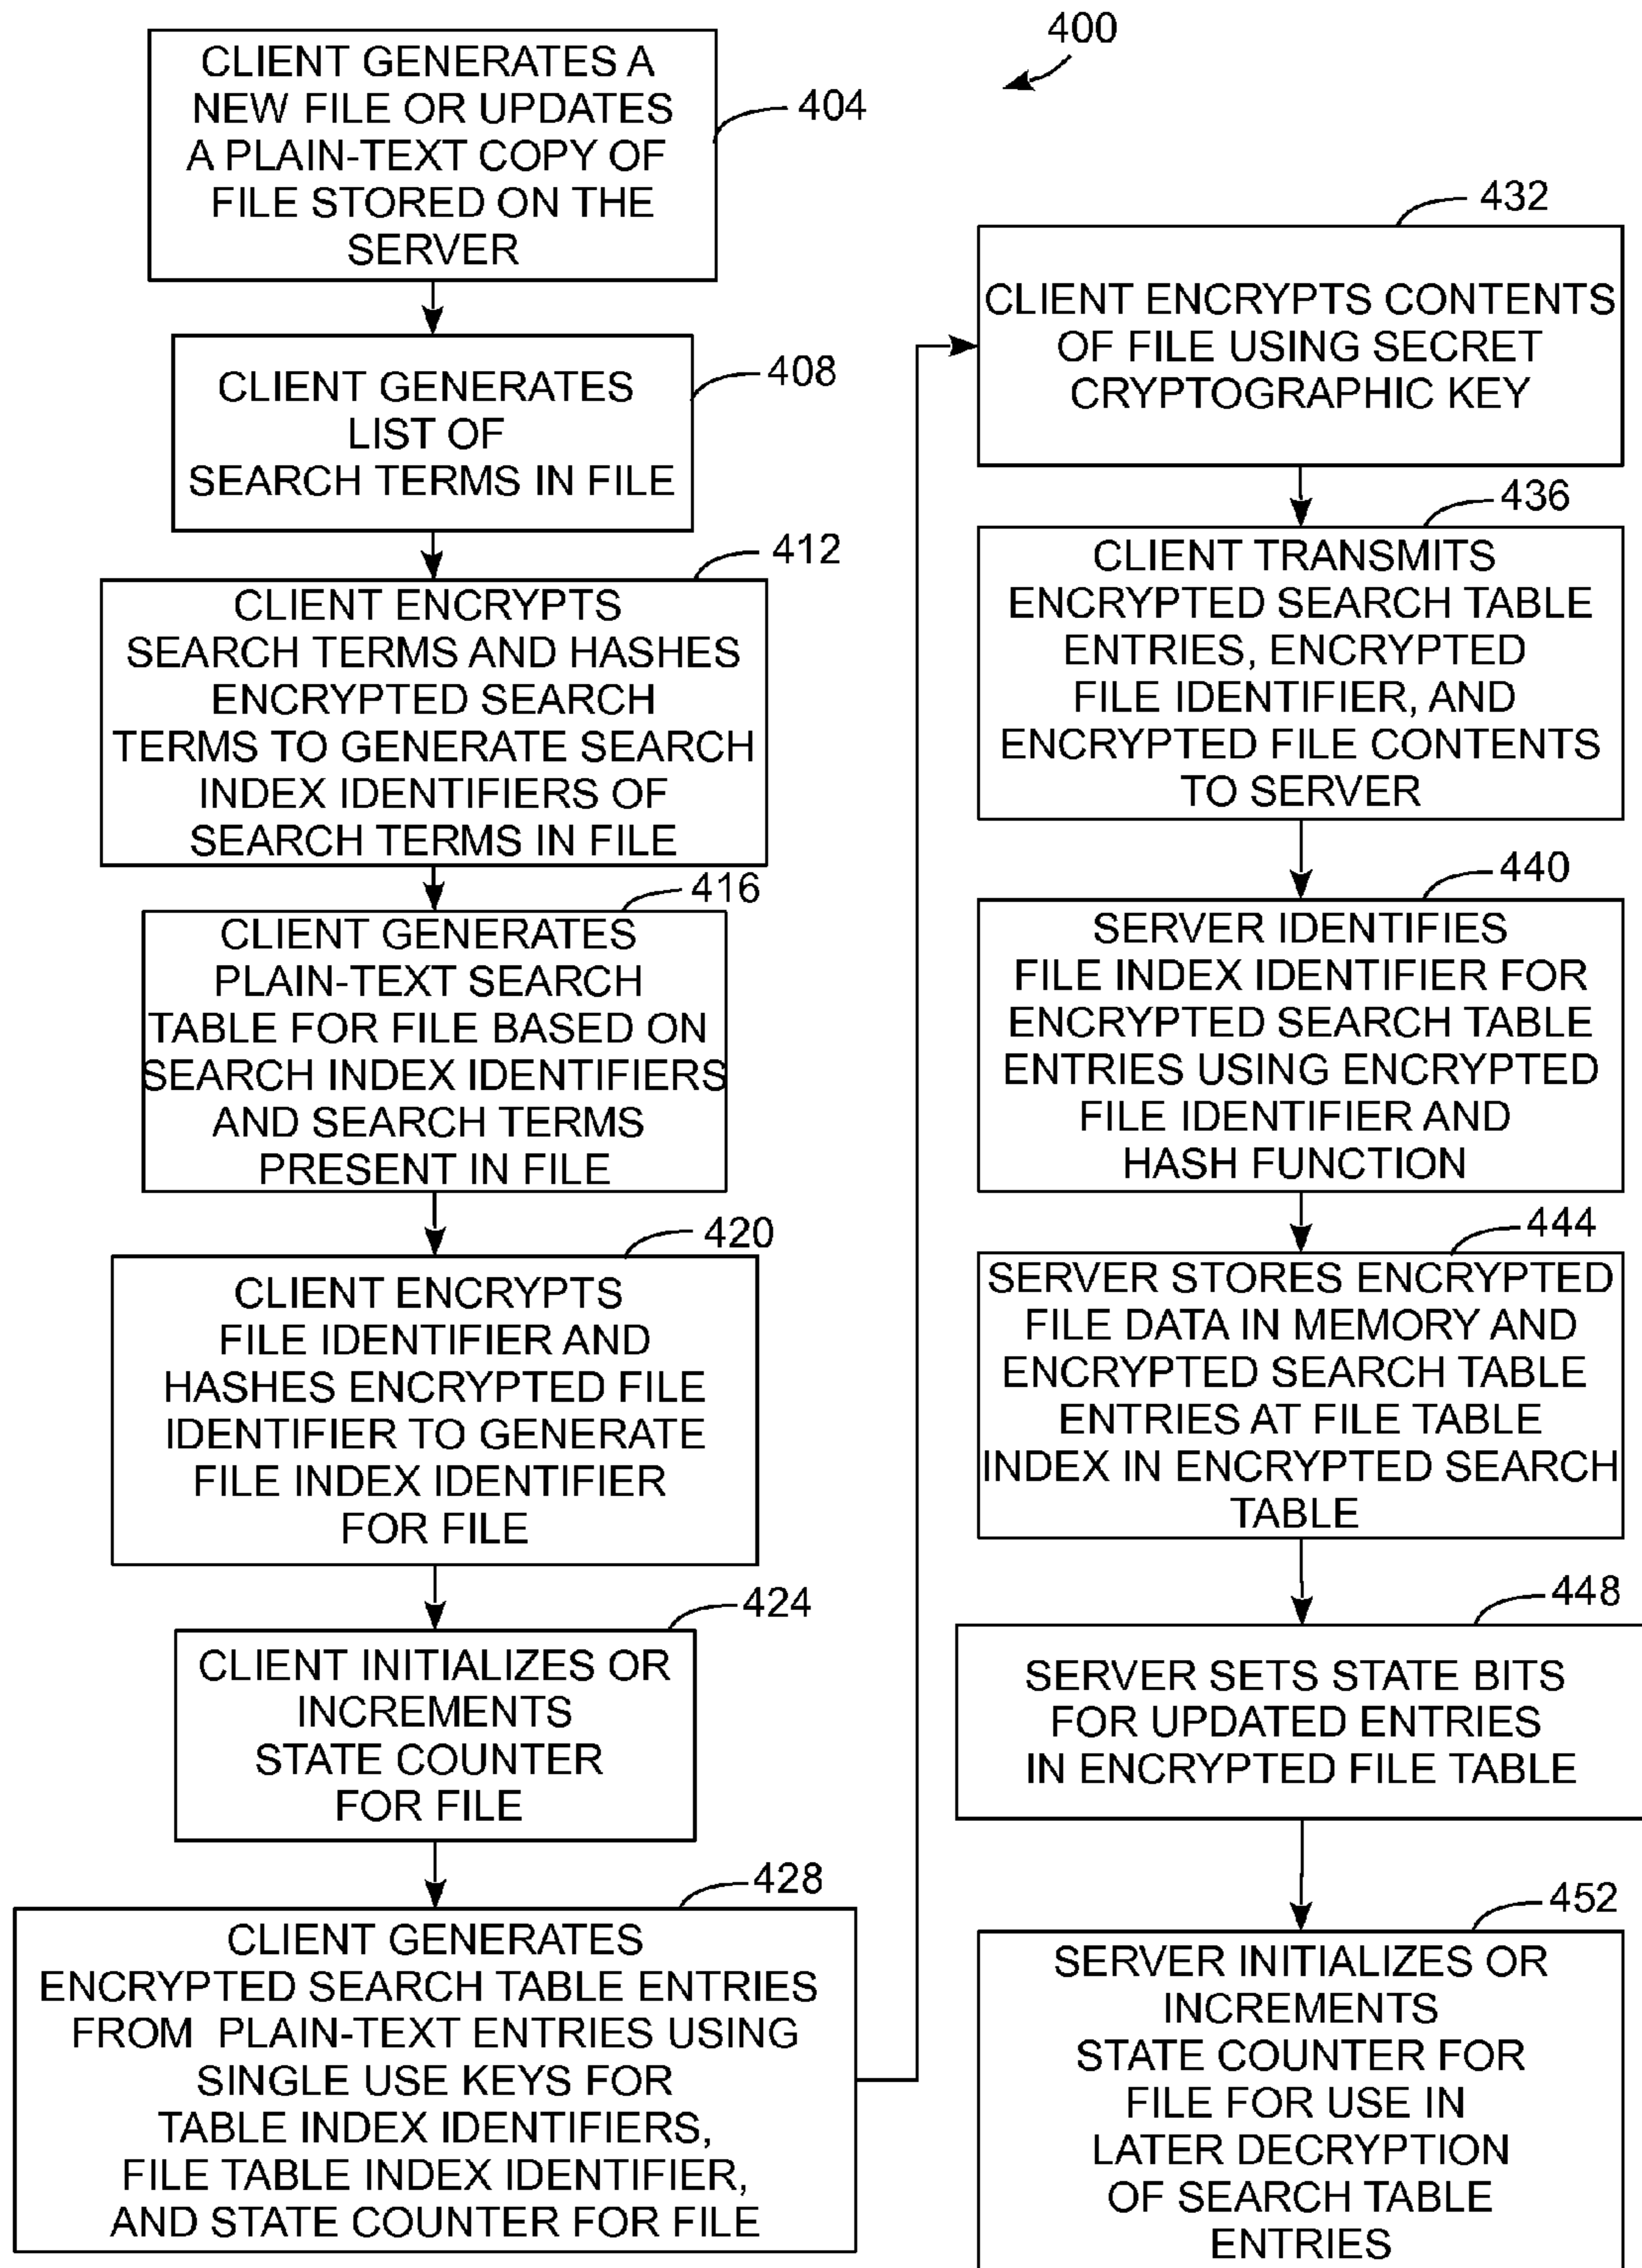 400
CLIENT GENERATES A
NEW FILE OR UPDATES
A PLAIN-TEXT COPY OF
FILE STORED ON THE
SERVER
404
CLIENT GENERATES
LIST OF
SEARCH TERMS IN FILE
408
CLIENT ENCRYPTS
SEARCH TERMS AND HASHES
ENCRYPTED SEARCH
TERMS TO GENERATE SEARCH
INDEX IDENTIFIERS OF
SEARCH TERMS IN FILE
412
CLIENT GENERATES
PLAIN-TEXT SEARCH
TABLE FOR FILE BASED ON
SEARCH INDEX IDENTIFIERS
AND SEARCH TERMS
PRESENT IN FILE
416
CLIENT ENCRYPTS
FILE IDENTIFIER AND
HASHES ENCRYPTED FILE
IDENTIFIER TO GENERATE
FILE INDEX IDENTIFIER
FOR FILE
420
CLIENT INITIALIZES OR
INCREMENTS
STATE COUNTER
FOR FILE
424
CLIENT GENERATES
ENCRYPTED SEARCH TABLE ENTRIES
FROM PLAIN-TEXT ENTRIES USING
SINGLE USE KEYS FOR
TABLE INDEX IDENTIFIERS,
FILE TABLE INDEX IDENTIFIER,
AND STATE COUNTER FOR FILE
428
CLIENT ENCRYPTS CONTENTS
OF FILE USING SECRET
CRYPTOGRAPHIC KEY
432
CLIENT TRANSMITS
ENCRYPTED SEARCH TABLE
ENTRIES, ENCRYPTED
FILE IDENTIFIER, AND
ENCRYPTED FILE CONTENTS
TO SERVER
436
SERVER IDENTIFIES
FILE INDEX IDENTIFIER FOR
ENCRYPTED SEARCH TABLE
ENTRIES USING ENCRYPTED
FILE IDENTIFIER AND
HASH FUNCTION
440
SERVER STORES ENCRYPTED
FILE DATA IN MEMORY AND
ENCRYPTED SEARCH TABLE
ENTRIES AT FILE TABLE
INDEX IN ENCRYPTED SEARCH
TABLE
444
SERVER SETS STATE BITS
FOR UPDATED ENTRIES
IN ENCRYPTED FILE TABLE
448
SERVER INITIALIZES OR
INCREMENTS
STATE COUNTER FOR
FILE FOR USE IN
LATER DECRYPTION
OF SEARCH TABLE
ENTRIES
452